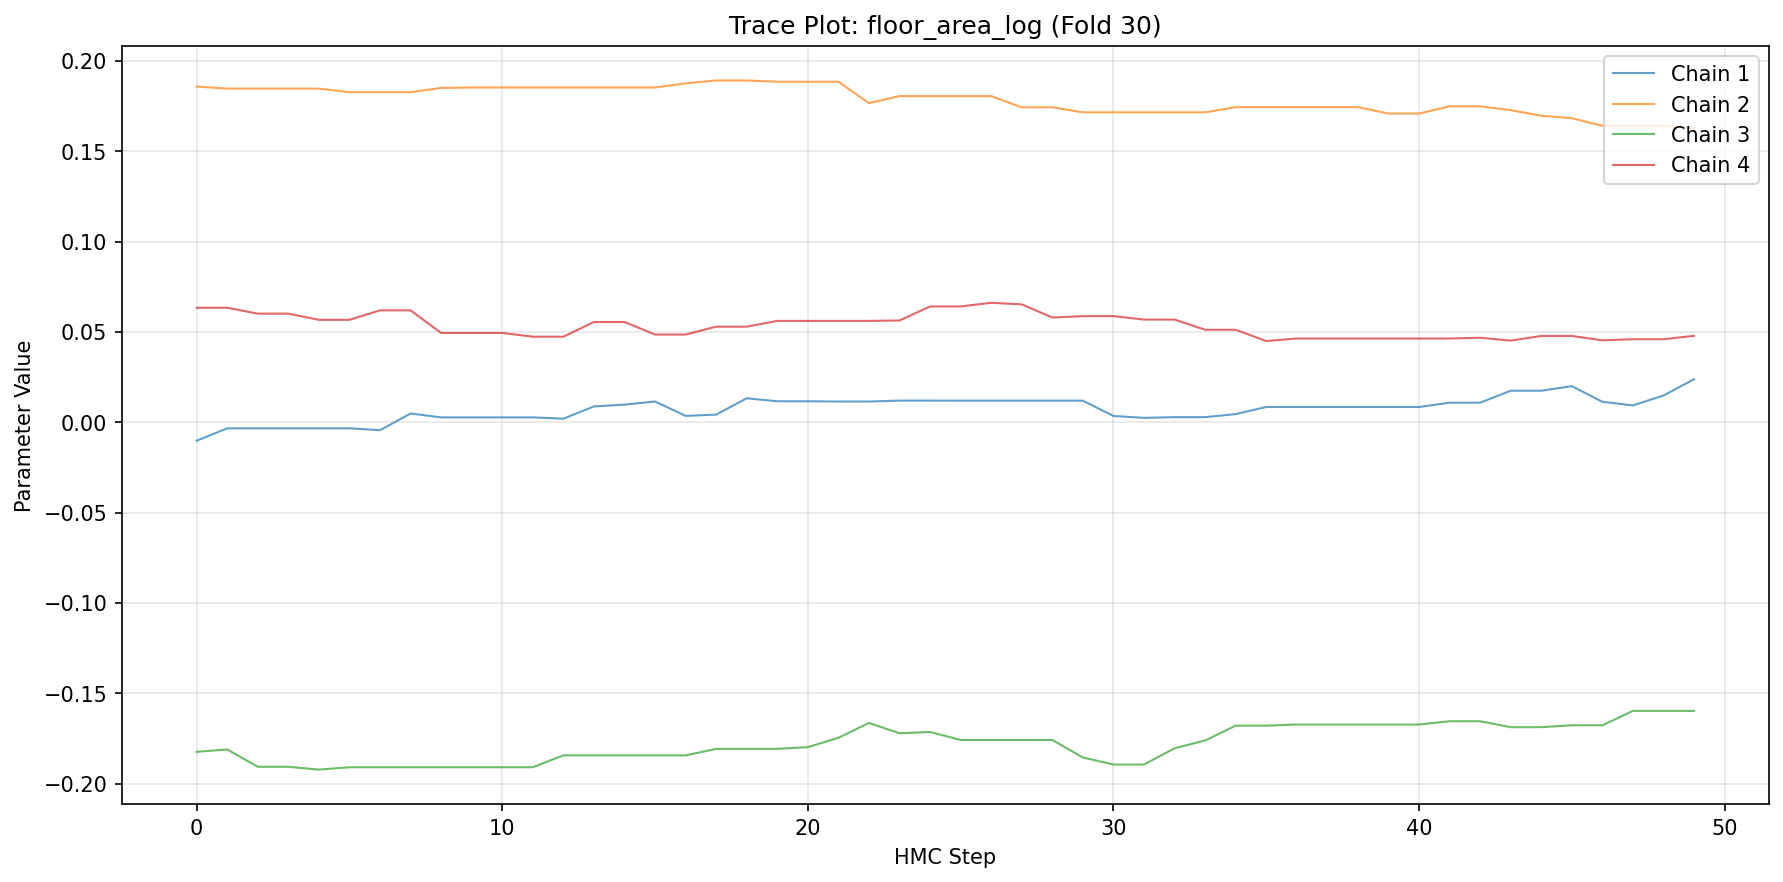 Trace Plot: floor_area_log (Fold 30)
Chain 1
Chain 2
Chain 3
Chain 4
0.20
0.15
0.10
0.05
0.00
−0.05
−0.10
−0.15
−0.20
Parameter Value
0 10 20 30 40 50
HMC Step